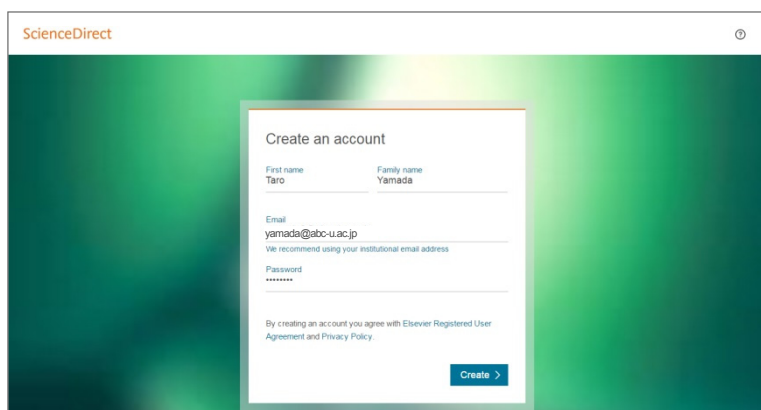 ScienceDirect
Create an account
First name Family name
Taro Yamada
Email
yamada@abc-u.ac.jp
We recommend using your institutional email address
Password
••••••••
By creating an account you agree with Elsevier Registered User
Agreement and Privacy Policy.
Create >